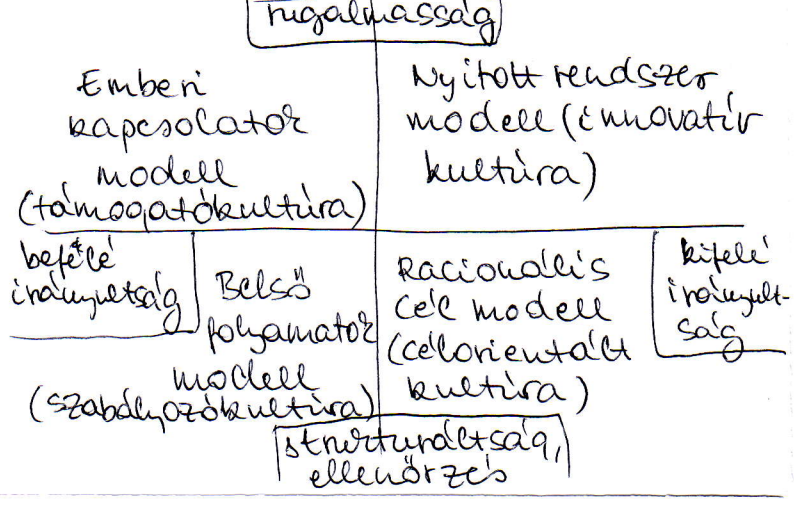 rugalmasság
Emberi
kapcsolatok
modell
(támogatókultúra)
Nyitott rendszer
modell (innovatív
kultúra)
befelé
irányultság
Belső
folyamatok
modell
(szabályozókultúra)
Racionális
cél modell
(célorientált
kultúra)
kifelé
irányult-
ság
strukturáltság,
ellenőrzés